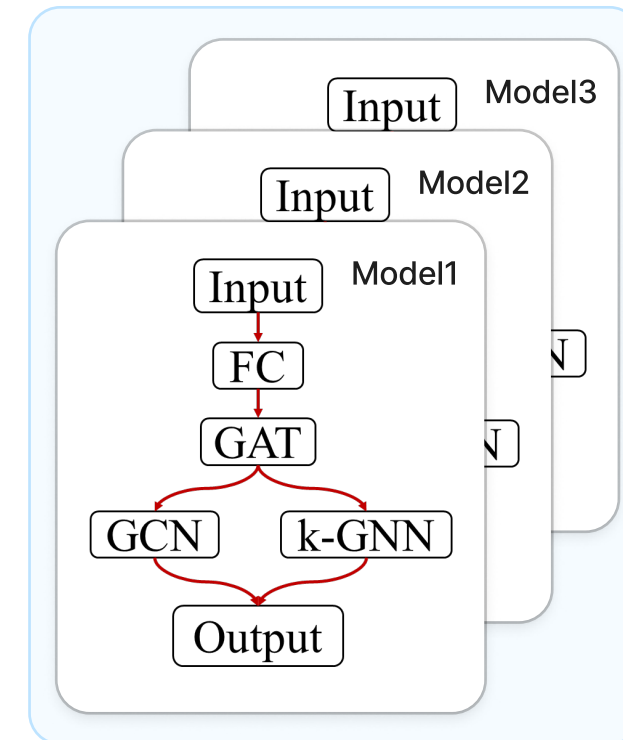 Input
Model3
Input
Model2
Input
Model1
FC
GAT
GCN
k-GNN
Output